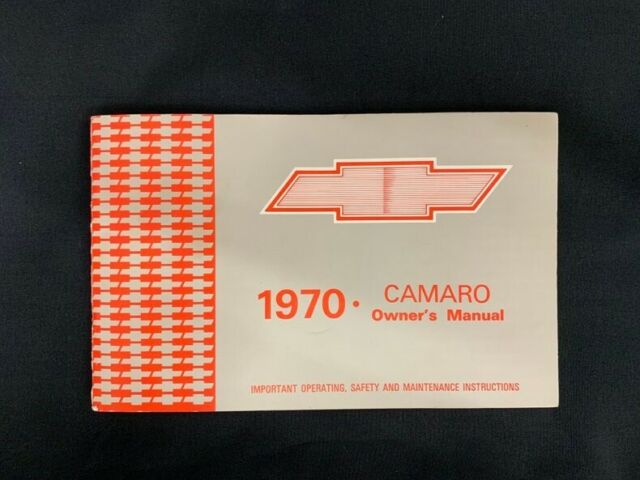 1970 • CAMARO
Owner's Manual
IMPORTANT OPERATING, SAFETY AND MAINTENANCE INSTRUCTIONS